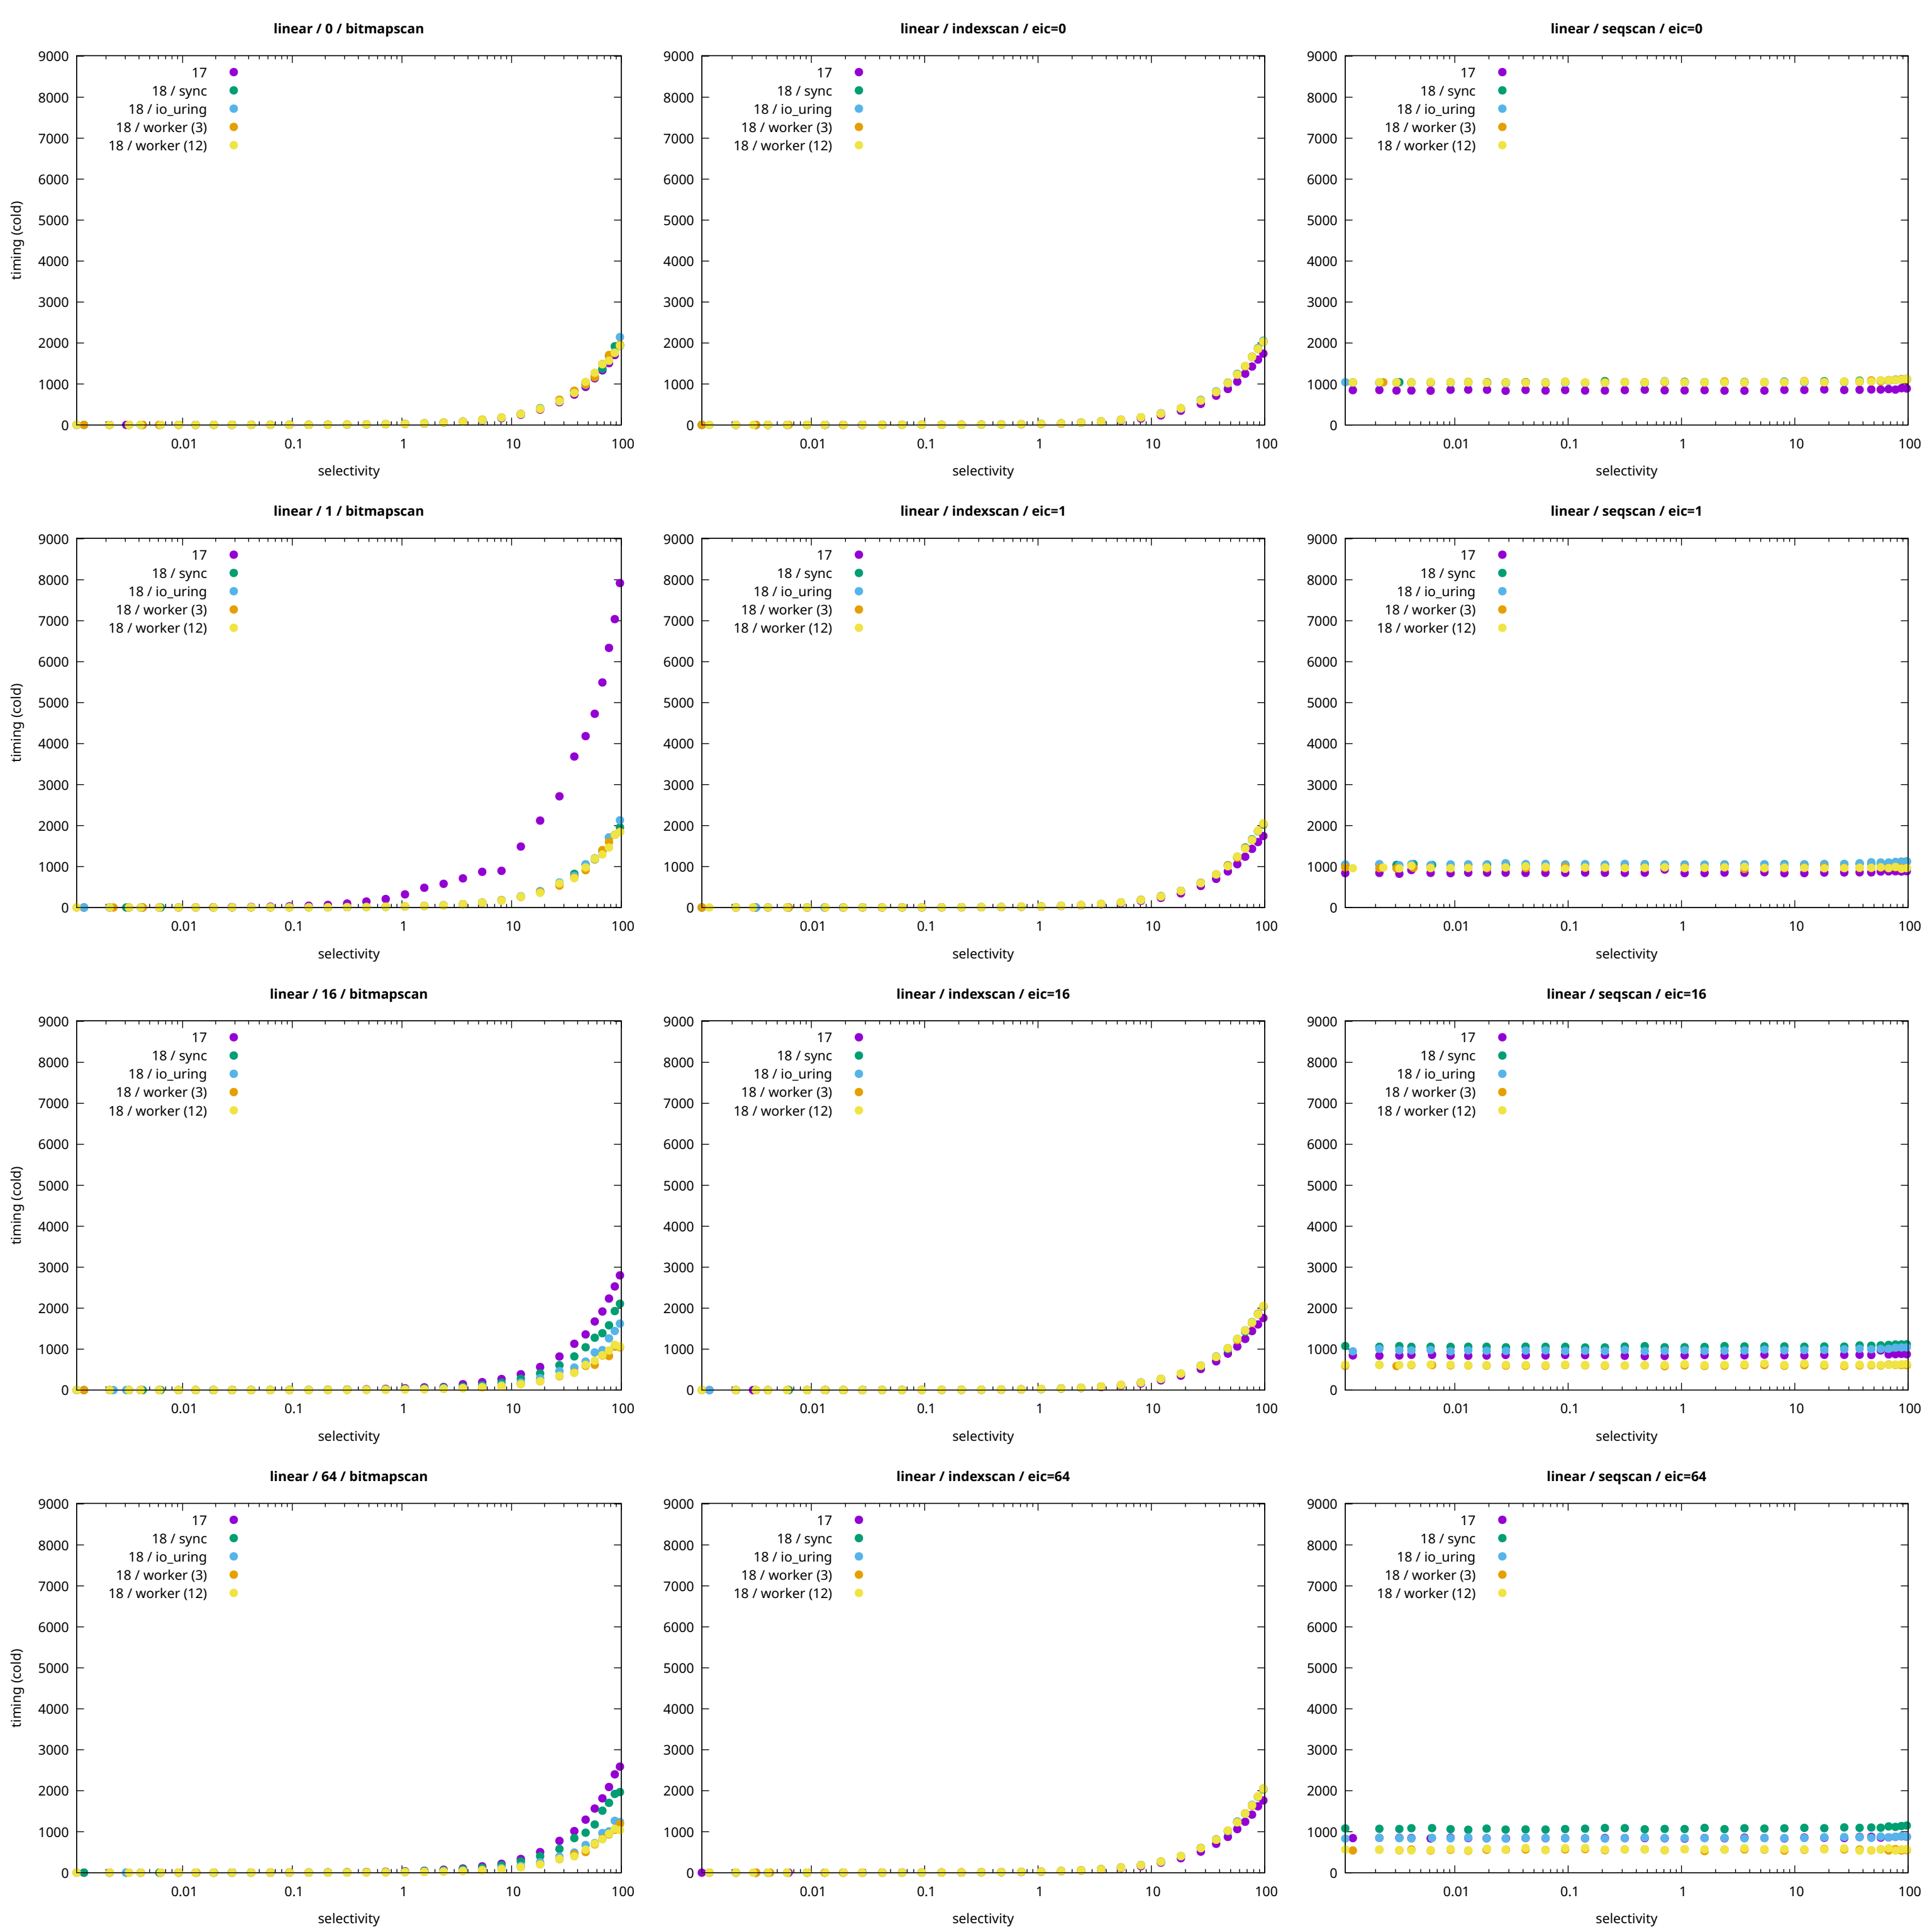 linear / 0 / bitmapscan
timing (cold)
9000
8000
7000
6000
5000
4000
3000
2000
1000
0
17
18 / sync
18 / io_uring
18 / worker (3)
18 / worker (12)
0.01 0.1 1 10 100
selectivity
linear / indexscan / eic=0
9000
8000
7000
6000
5000
4000
3000
2000
1000
0
17
18 / sync
18 / io_uring
18 / worker (3)
18 / worker (12)
0.01 0.1 1 10 100
selectivity
linear / seqscan / eic=0
9000
8000
7000
6000
5000
4000
3000
2000
1000
0
17
18 / sync
18 / io_uring
18 / worker (3)
18 / worker (12)
0.01 0.1 1 10 100
selectivity
linear / 1 / bitmapscan
timing (cold)
9000
8000
7000
6000
5000
4000
3000
2000
1000
0
17
18 / sync
18 / io_uring
18 / worker (3)
18 / worker (12)
0.01 0.1 1 10 100
selectivity
linear / indexscan / eic=1
9000
8000
7000
6000
5000
4000
3000
2000
1000
0
17
18 / sync
18 / io_uring
18 / worker (3)
18 / worker (12)
0.01 0.1 1 10 100
selectivity
linear / seqscan / eic=1
9000
8000
7000
6000
5000
4000
3000
2000
1000
0
17
18 / sync
18 / io_uring
18 / worker (3)
18 / worker (12)
0.01 0.1 1 10 100
selectivity
linear / 16 / bitmapscan
timing (cold)
9000
8000
7000
6000
5000
4000
3000
2000
1000
0
17
18 / sync
18 / io_uring
18 / worker (3)
18 / worker (12)
0.01 0.1 1 10 100
selectivity
linear / indexscan / eic=16
9000
8000
7000
6000
5000
4000
3000
2000
1000
0
17
18 / sync
18 / io_uring
18 / worker (3)
18 / worker (12)
0.01 0.1 1 10 100
selectivity
linear / seqscan / eic=16
9000
8000
7000
6000
5000
4000
3000
2000
1000
0
17
18 / sync
18 / io_uring
18 / worker (3)
18 / worker (12)
0.01 0.1 1 10 100
selectivity
linear / 64 / bitmapscan
timing (cold)
9000
8000
7000
6000
5000
4000
3000
2000
1000
0
17
18 / sync
18 / io_uring
18 / worker (3)
18 / worker (12)
0.01 0.1 1 10 100
selectivity
linear / indexscan / eic=64
9000
8000
7000
6000
5000
4000
3000
2000
1000
0
17
18 / sync
18 / io_uring
18 / worker (3)
18 / worker (12)
0.01 0.1 1 10 100
selectivity
linear / seqscan / eic=64
9000
8000
7000
6000
5000
4000
3000
2000
1000
0
17
18 / sync
18 / io_uring
18 / worker (3)
18 / worker (12)
0.01 0.1 1 10 100
selectivity